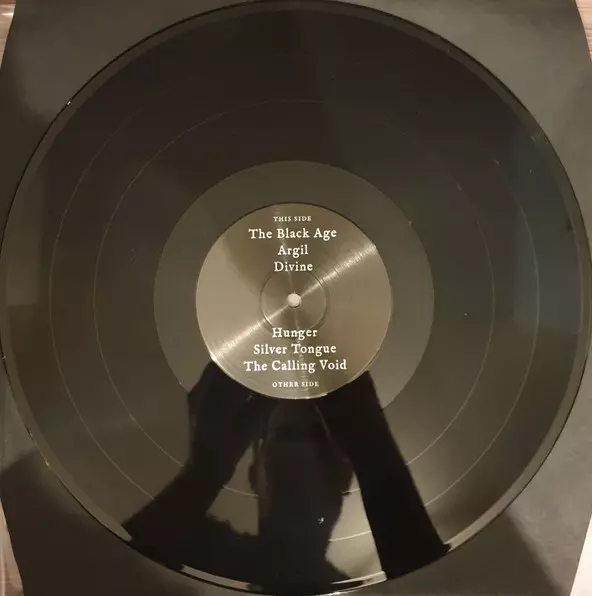 THIS SIDE
The Black Age
Argil
Divine
Hunger
Silver Tongue
The Calling Void
OTHER SIDE